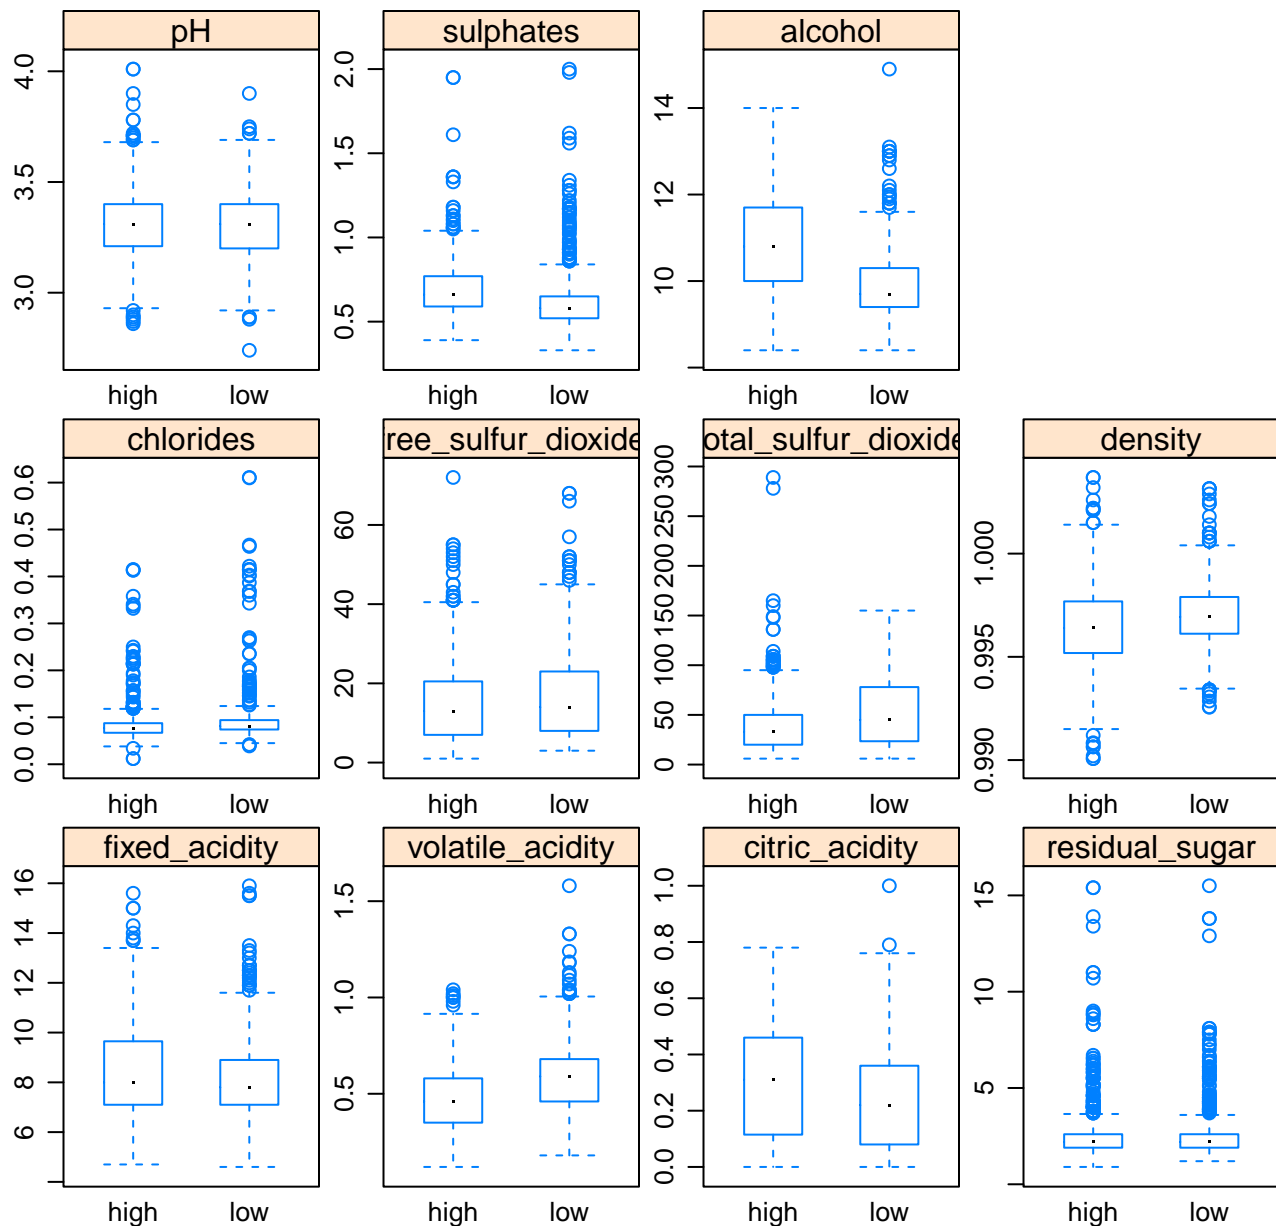 pH sulphates alcohol
4.0 3.5 3.0
2.0 1.5 1.0 0.5
14 12 10
high low high low high low
chlorides ree_sulfur_dioxide otal_sulfur_dioxide density
0.6 0.5 0.4 0.3 0.2 0.1 0.0
60 40 20 0
300 250 200 150 100 50 0
1.000 0.995 0.990
high low high low high low high low
fixed_acidity volatile_acidity citric_acidity residual_sugar
16 14 12 10 8 6
1.5 1.0 0.5
1.0 0.8 0.6 0.4 0.2 0.0
15 10 5
high low high low high low high low